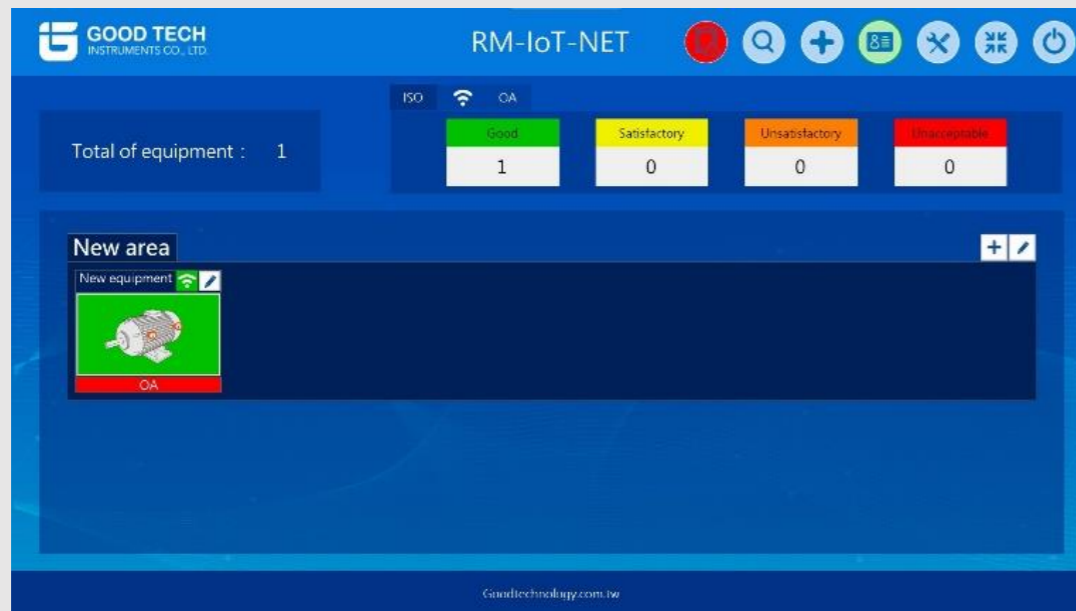 GOOD TECH
INSTRUMENTS CO., LTD.
RM-IoT-NET
ISO OA
Total of equipment : 1
Good Satisfactory Unsatisfactory Unacceptable
1 0 0 0
New area
New equipment
OA
Goodtechnology.com.tw